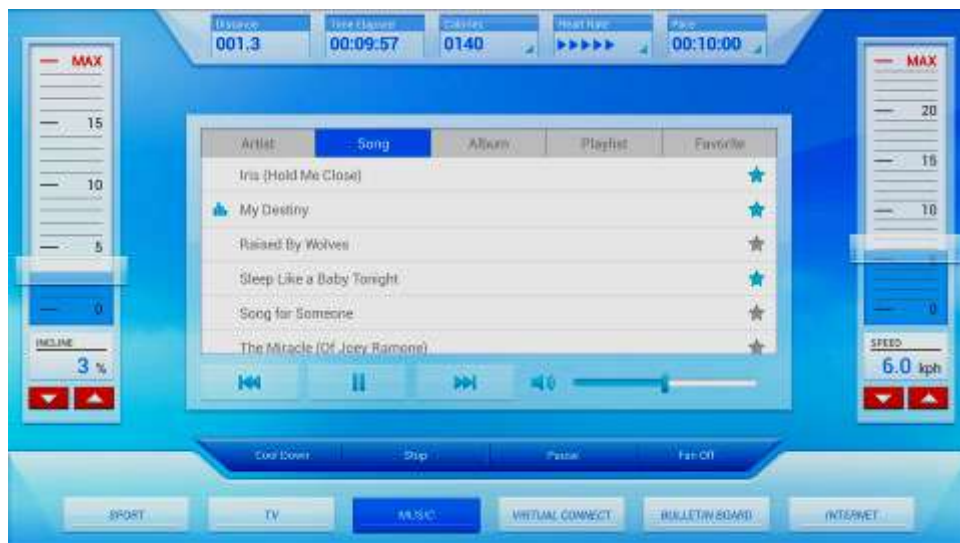 Distance Time Elapsed Calories Heart Rate Pace
001.3 00:09:57 0140 00:10:00
MAX
15
10
5
0
INCLINE
3 %
Artist Song Album Playlist Favorite
Iris (Hold Me Close)
My Destiny
Raised By Wolves
Sleep Like a Baby Tonight
Song for Someone
The Miracle (Of Joey Ramone)
MAX
20
15
10
5
0
SPEED
6.0 kph
Cool Down Stop Pause Fan Off
SPORT TV MUSIC VIRTUAL CONNECT BULLETIN BOARD INTERNET